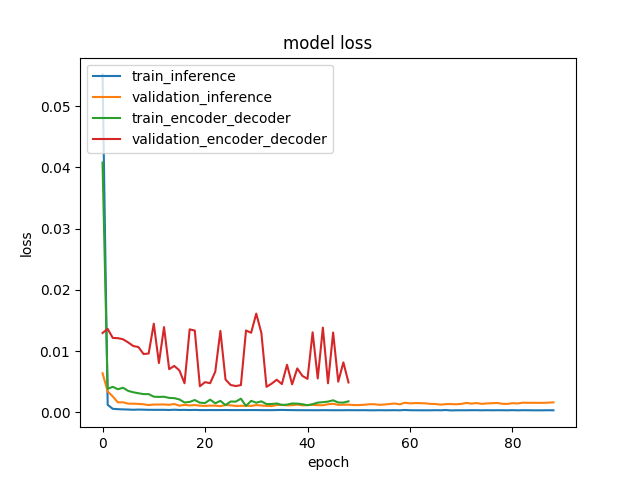 model loss
train_inference
validation_inference
train_encoder_decoder
validation_encoder_decoder
0.05
0.04
0.03
0.02
0.01
0.00
loss
0 20 40 60 80
epoch